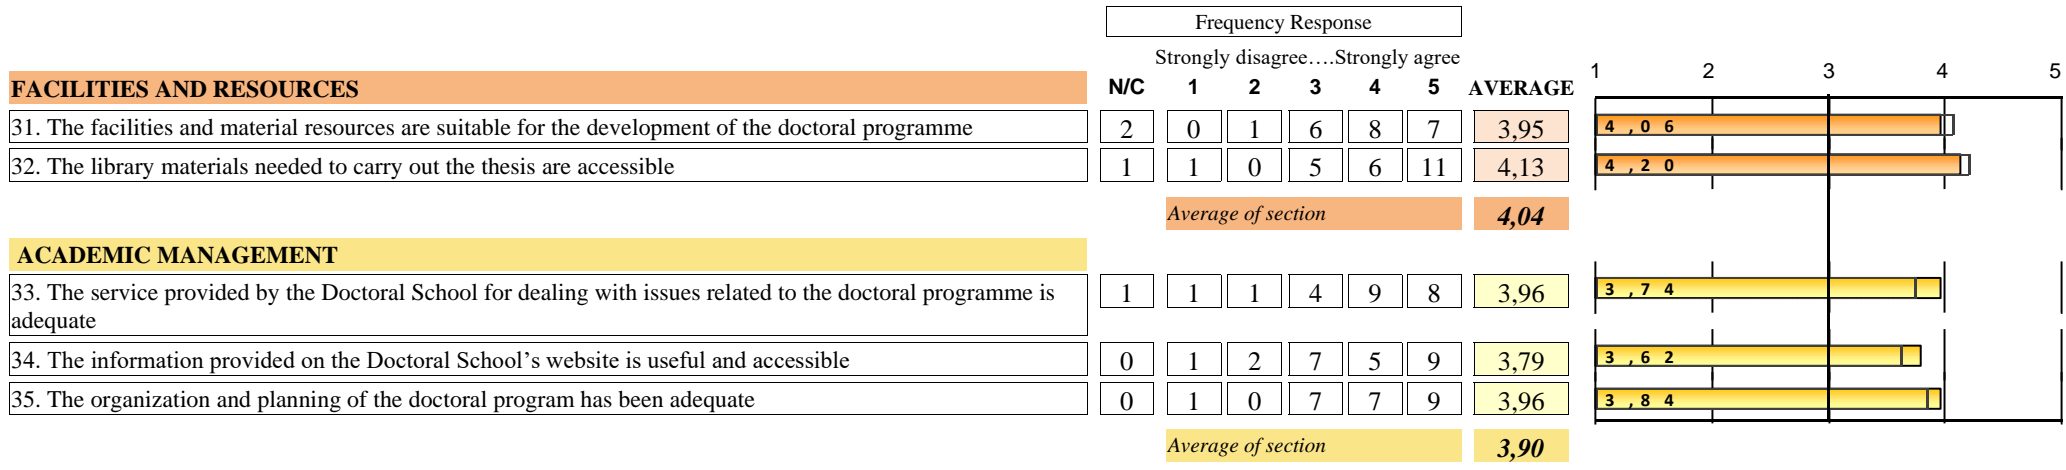 Frequency Response
Strongly disagree….Strongly agree
FACILITIES AND RESOURCES N/C 1 2 3 4 5 AVERAGE 1 2 3 4 5
31. The facilities and material resources are suitable for the development of the doctoral programme 2 0 1 6 8 7 3,95 4,06
32. The library materials needed to carry out the thesis are accessible 1 1 0 5 6 11 4,13 4,20
Average of section 4,04
ACADEMIC MANAGEMENT
33. The service provided by the Doctoral School for dealing with issues related to the doctoral programme is 1 1 1 4 9 8 3,96 3,74
adequate
34. The information provided on the Doctoral School’s website is useful and accessible 0 1 2 7 5 9 3,79 3,62
35. The organization and planning of the doctoral program has been adequate 0 1 0 7 7 9 3,96 3,84
Average of section 3,90